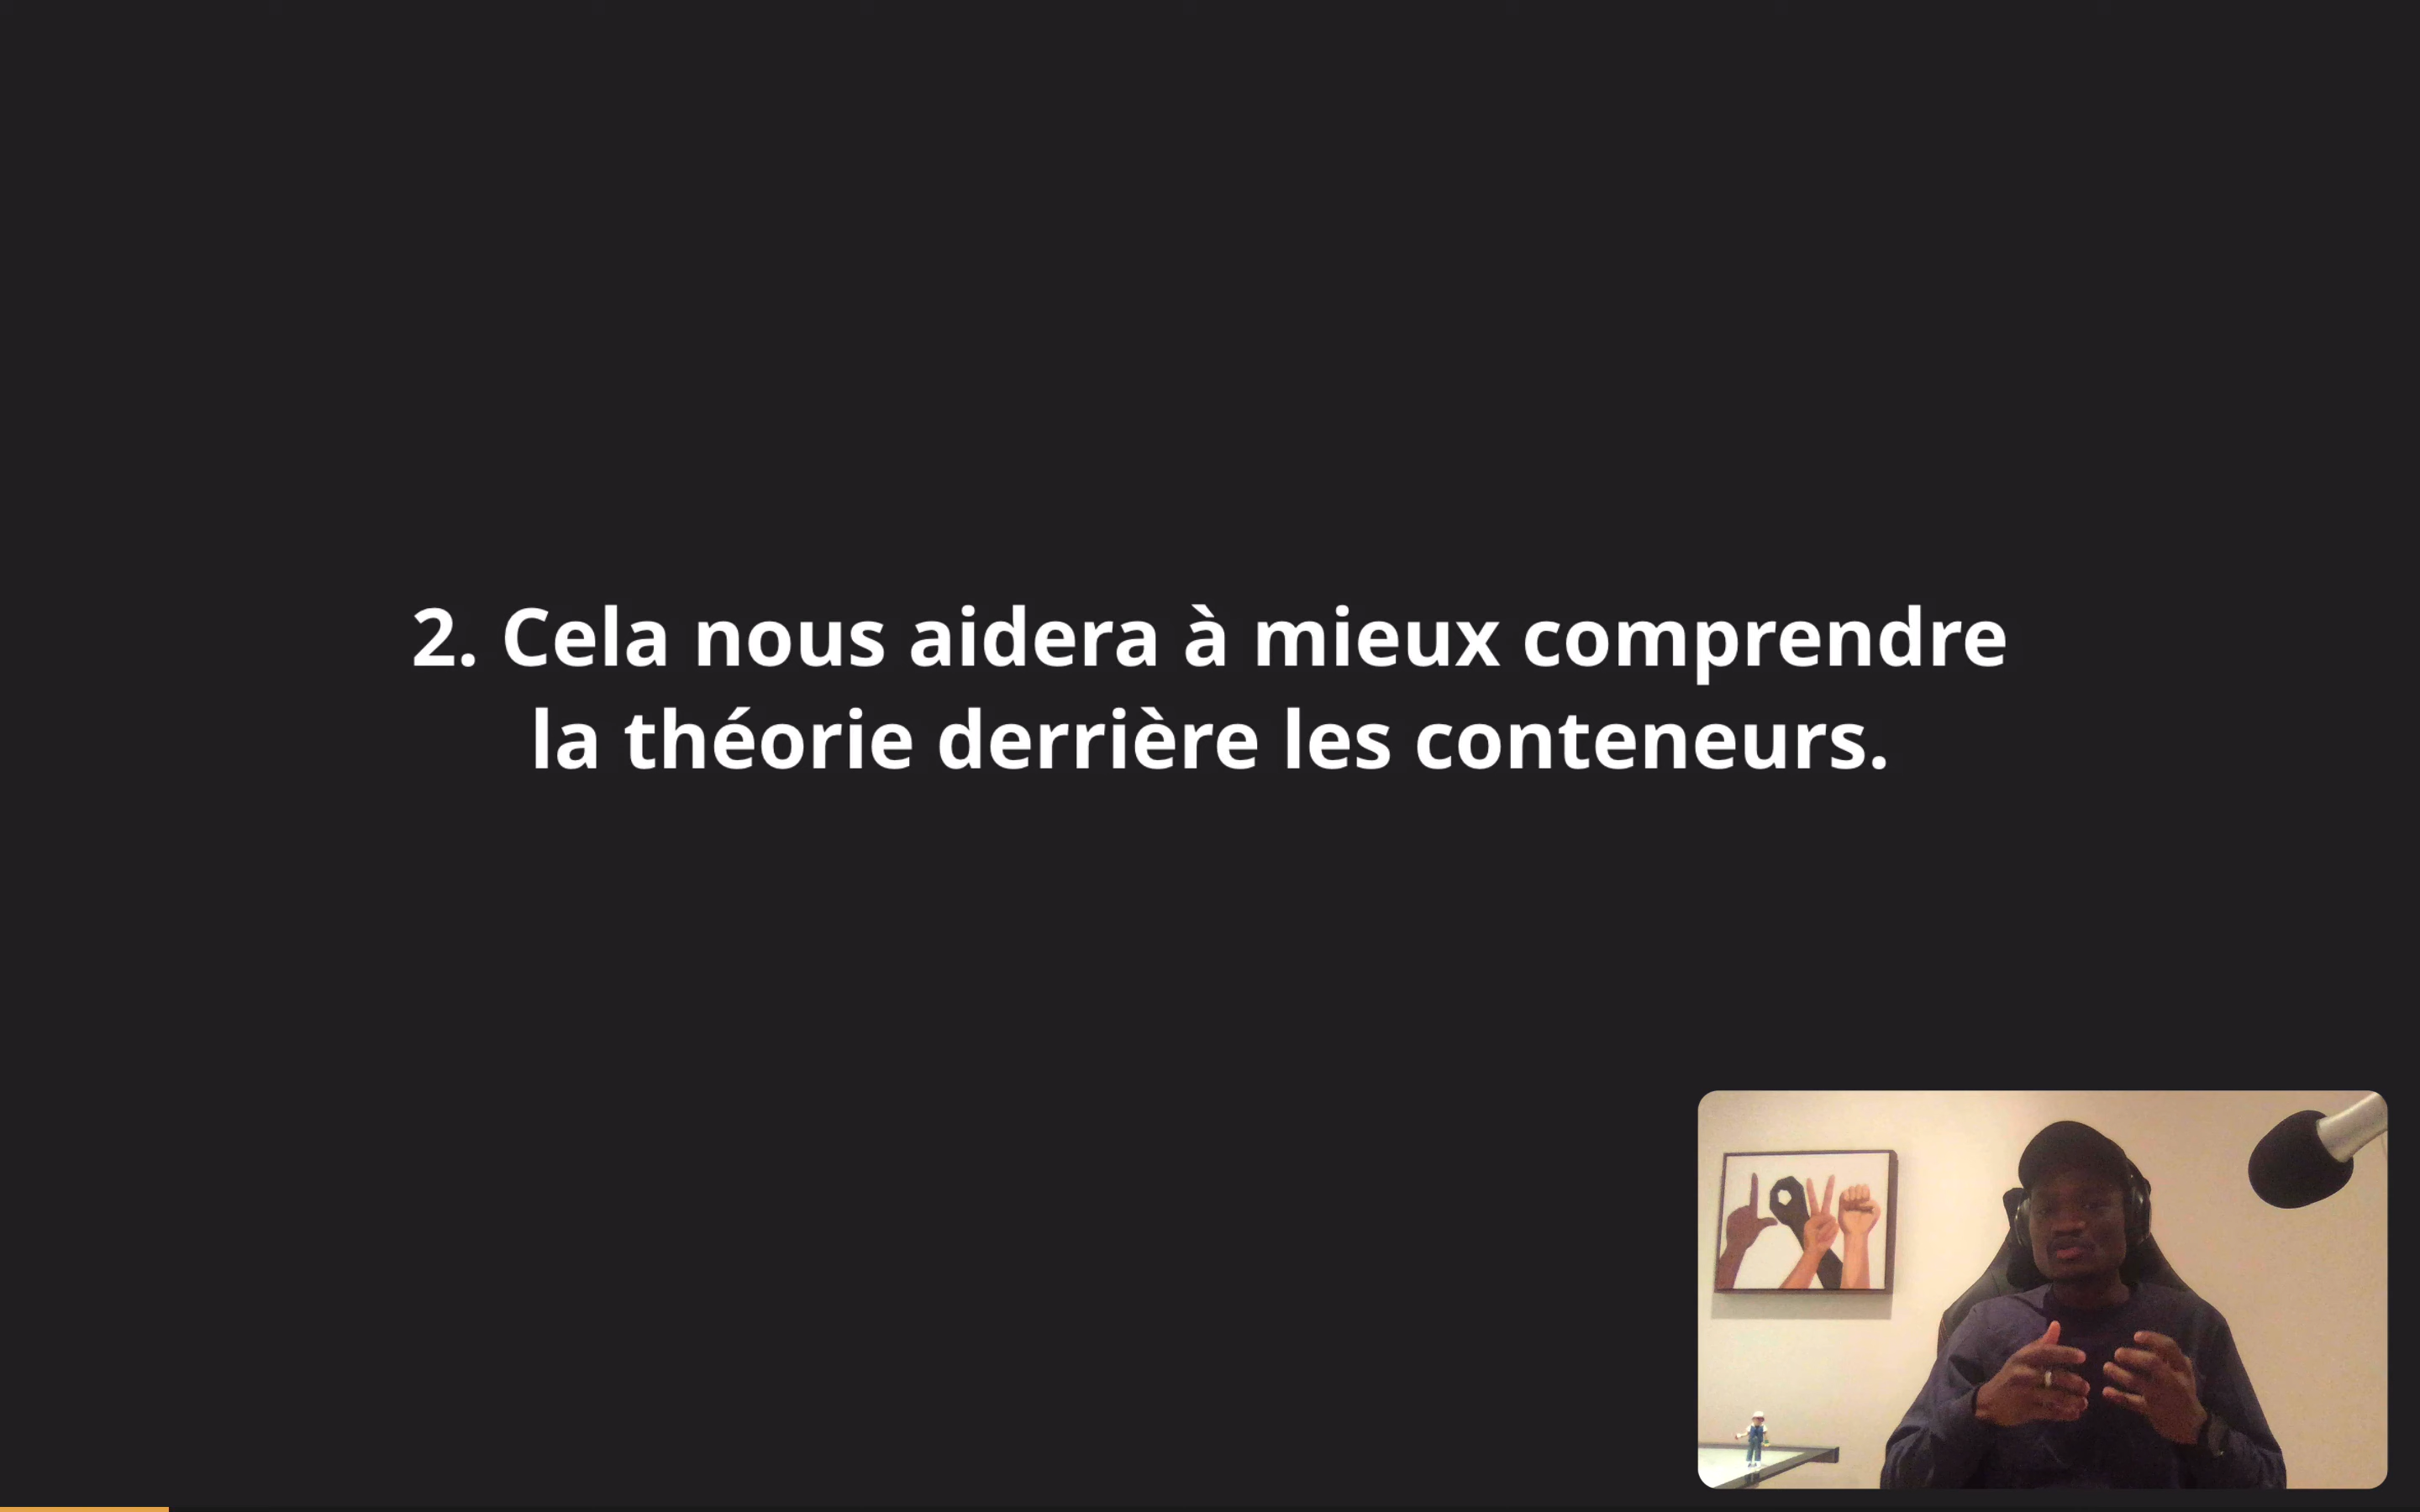 2. Cela nous aidera à mieux comprendre
la théorie derrière les conteneurs.